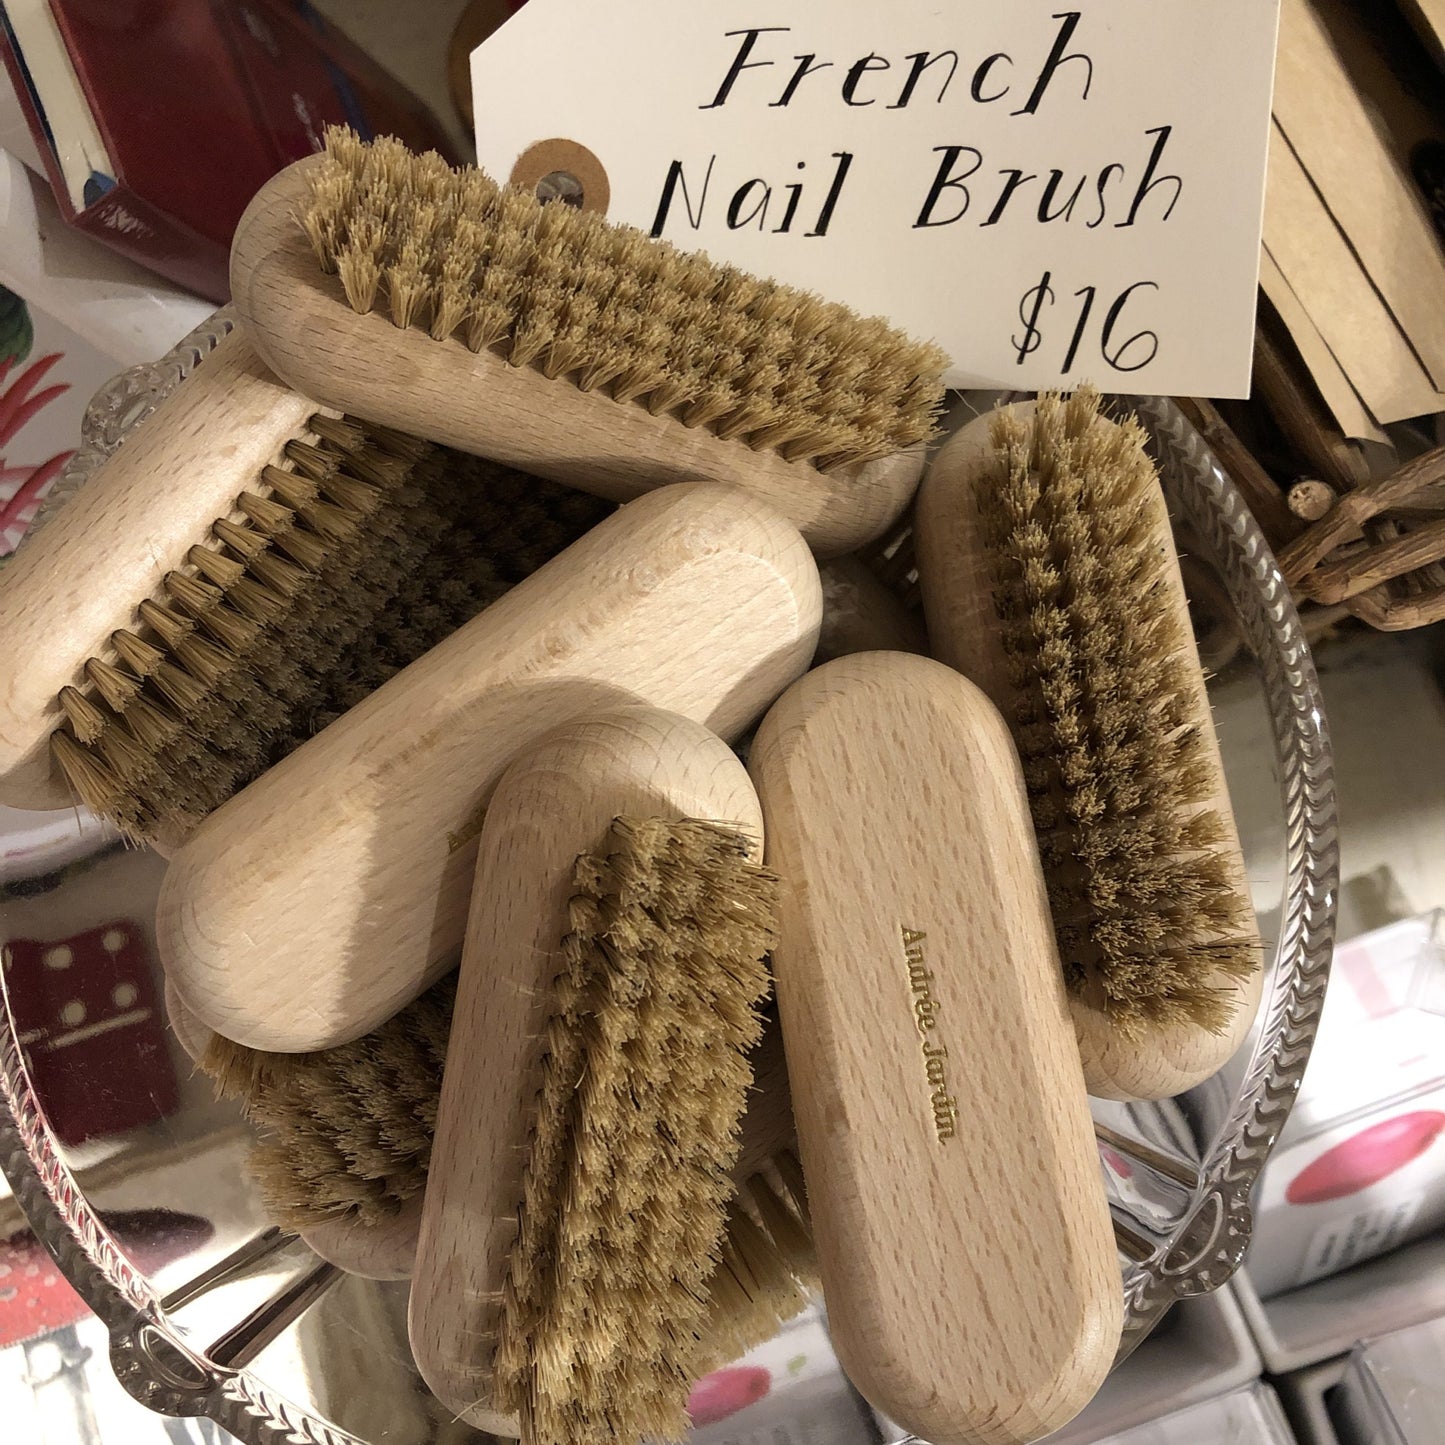 French
Nail Brush
$16
Andrée Jardin